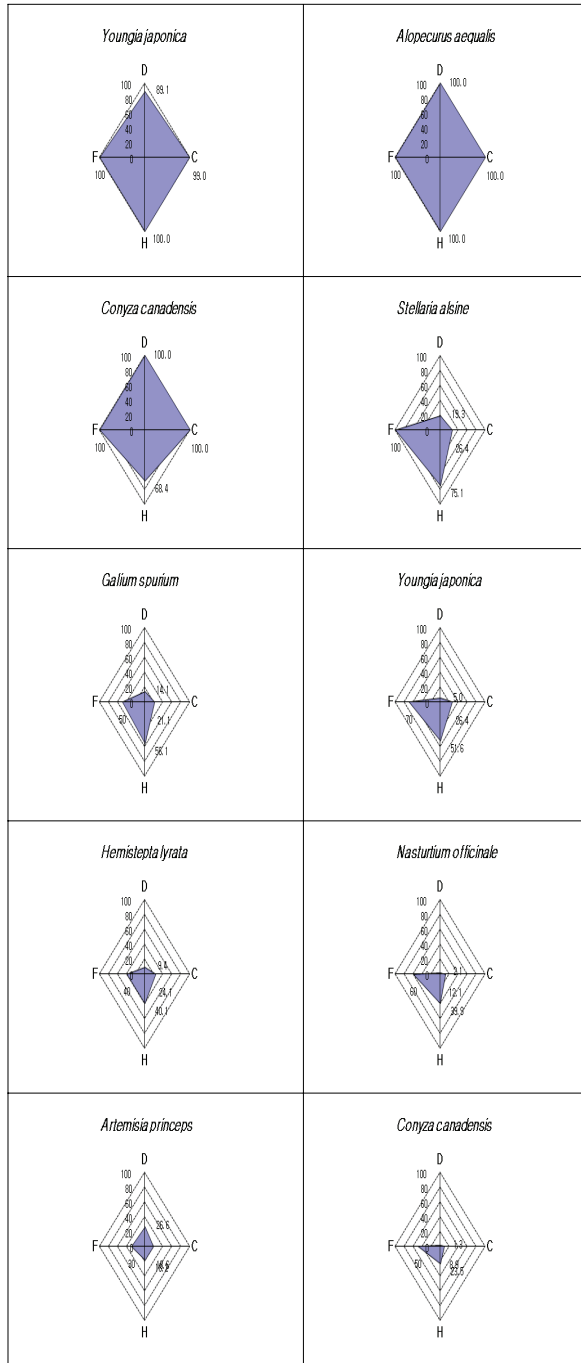 Youngia japonica
D
100
80
60
40
20
0
89.1
F
C
100
99.0
H
100.0
Alopecurus aequalis
D
100
80
60
40
20
0
100.0
F
C
100
100.0
H
100.0
Conyza canadensis
D
100
80
60
40
20
0
100.0
F
C
100
100.0
68.4
H
Stellaria alsine
D
100
80
60
40
20
0
19.3
F
C
100
26.4
75.1
H
Galium spurium
D
100
80
60
40
20
0
14.1
F
C
50
21.1
58.1
H
Youngia japonica
D
100
80
60
40
20
0
5.0
F
C
70
26.4
51.6
H
Hemistepta lyrata
D
100
80
60
40
20
0
9.4
F
C
40
24.1
40.1
H
Nasturtium officinale
D
100
80
60
40
20
0
F
C
60
12.1
39.9
H
Artemisia princeps
D
100
80
60
40
20
0
26.6
F
C
30
H
Conyza canadensis
D
100
80
60
40
20
0
1.3
F
C
50
23.5
H